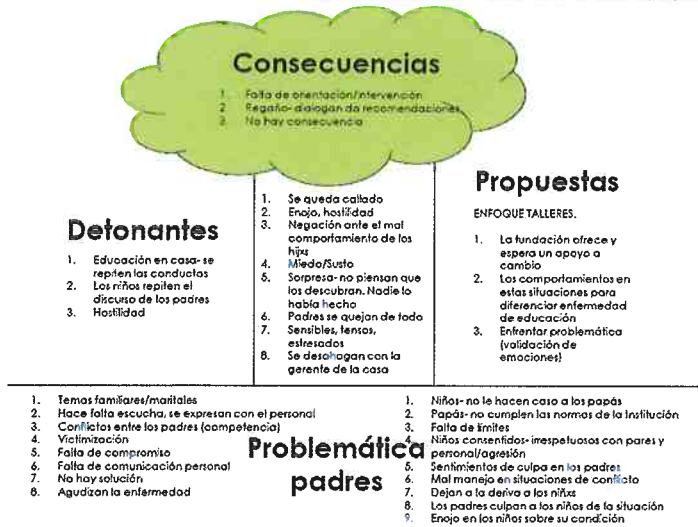 Consecuencias
1. Falta de orientación/intervención
2. Regaño- dialogan da recomendaciones
3. No hay consecuencia
Detonantes
1. Educación en casa- se
repiten las conductas
2. Los niños repiten el
discurso de los padres
3. Hostilidad
1. Se queda callado
2. Enojo, hostilidad
3. Negación ante el mal
comportamiento de los
hijxs
4. Miedo/Susto
5. Sorpresa- no piensan que
los descubran. Nadie lo
había hecho
6. Padres se quejan de todo
7. Sensibles, tensos,
estresados
8. Se desahogan con la
gerente de la casa
Propuestas
ENFOQUE TALLERES.
1. La fundación ofrece y
espera un apoyo a
cambio
2. Los comportamientos en
estas situaciones para
diferenciar enfermedad
de educación
3. Enfrentar problemática
(validación de
emociones)
1. Temas familiares/maritales
2. Hace falta escucha, se expresan con el personal
3. Conflictos entre los padres (competencia)
4. Victimización
5. Falta de compromiso
6. Falta de comunicación personal
7. No hay solución
8. Agudizan la enfermedad
Problemática
padres
1. Niños- no le hacen caso a los papás
2. Papás- no cumplen las normas de la Institución
3. Falta de límites
4. Niños consentidos- irrespetuosos con pares y
personal/agresión
5. Sentimientos de culpa en los padres
6. Mal manejo en situaciones de conflicto
7. Dejan a la deriva a los niñxs
8. Los padres culpan a los niños de la situación
9. Enojo en los niños sobre su condición